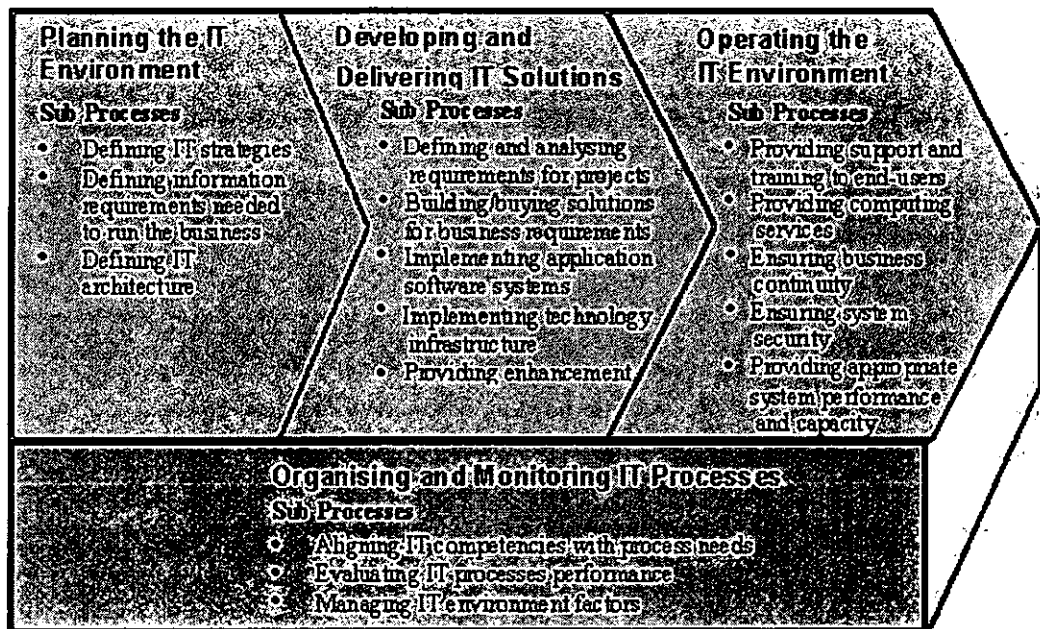 Planning the IT
Environment
Sub Processes
• Defining IT strategies
• Defining information
requirements needed
to run the business
• Defining IT
architecture
Developing and
Delivering IT Solutions
Sub Processes
• Defining and analysing
requirements for projects
• Building/buying solutions
for business requirements
• Implementing application
software systems
• Implementing technology
infrastructure
• Providing enhancement
Operating the
IT Environment
Sub Processes
• Providing support and
training to end-users
• Providing computing
services
• Ensuring business
continuity
• Ensuring system
security
• Providing appropriate
system performance
and capacity
Organising and Monitoring IT Processes
Sub Processes
• Aligning IT competencies with process needs
• Evaluating IT processes performance
• Managing IT environment factors